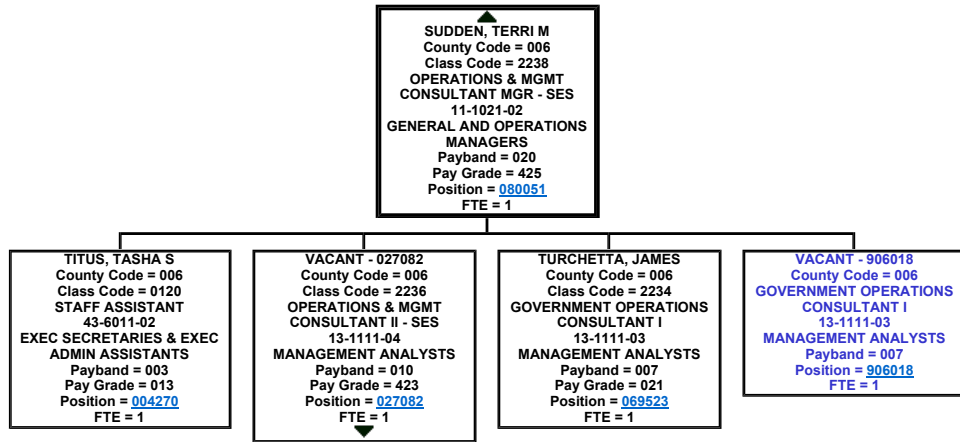 SUDDEN, TERRI M
County Code = 006
Class Code = 2238
OPERATIONS & MGMT
CONSULTANT MGR - SES
11-1021-02
GENERAL AND OPERATIONS
MANAGERS
Payband = 020
Pay Grade = 425
Position = 080051
FTE = 1
TITUS, TASHA S
County Code = 006
Class Code = 0120
STAFF ASSISTANT
43-6011-02
EXEC SECRETARIES & EXEC
ADMIN ASSISTANTS
Payband = 003
Pay Grade = 013
Position = 004270
FTE = 1
VACANT - 027082
County Code = 006
Class Code = 2236
OPERATIONS & MGMT
CONSULTANT II - SES
13-1111-04
MANAGEMENT ANALYSTS
Payband = 010
Pay Grade = 423
Position = 027082
FTE = 1
TURCHETTA, JAMES
County Code = 006
Class Code = 2234
GOVERNMENT OPERATIONS
CONSULTANT I
13-1111-03
MANAGEMENT ANALYSTS
Payband = 007
Pay Grade = 021
Position = 069523
FTE = 1
VACANT - 906018
County Code = 006
GOVERNMENT OPERATIONS
CONSULTANT I
13-1111-03
MANAGEMENT ANALYSTS
Payband = 007
Position = 906018
FTE = 1